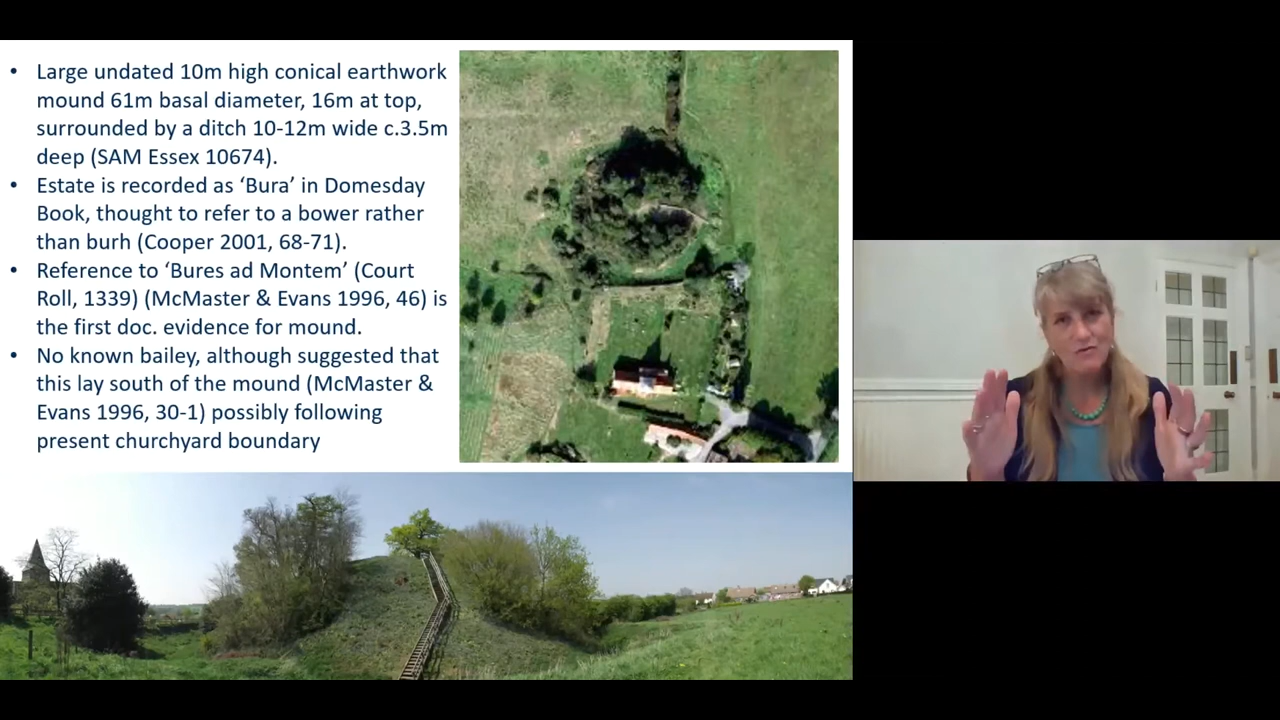 • Large undated 10m high conical earthwork
mound 61m basal diameter, 16m at top,
surrounded by a ditch 10-12m wide c.3.5m
deep (SAM Essex 10674).
• Estate is recorded as ‘Bura’ in Domesday
Book, thought to refer to a bower rather
than burh (Cooper 2001, 68-71).
• Reference to ‘Bures ad Montem’ (Court
Roll, 1339) (McMaster & Evans 1996, 46) is
the first doc. evidence for mound.
• No known bailey, although suggested that
this lay south of the mound (McMaster &
Evans 1996, 30-1) possibly following
present churchyard boundary